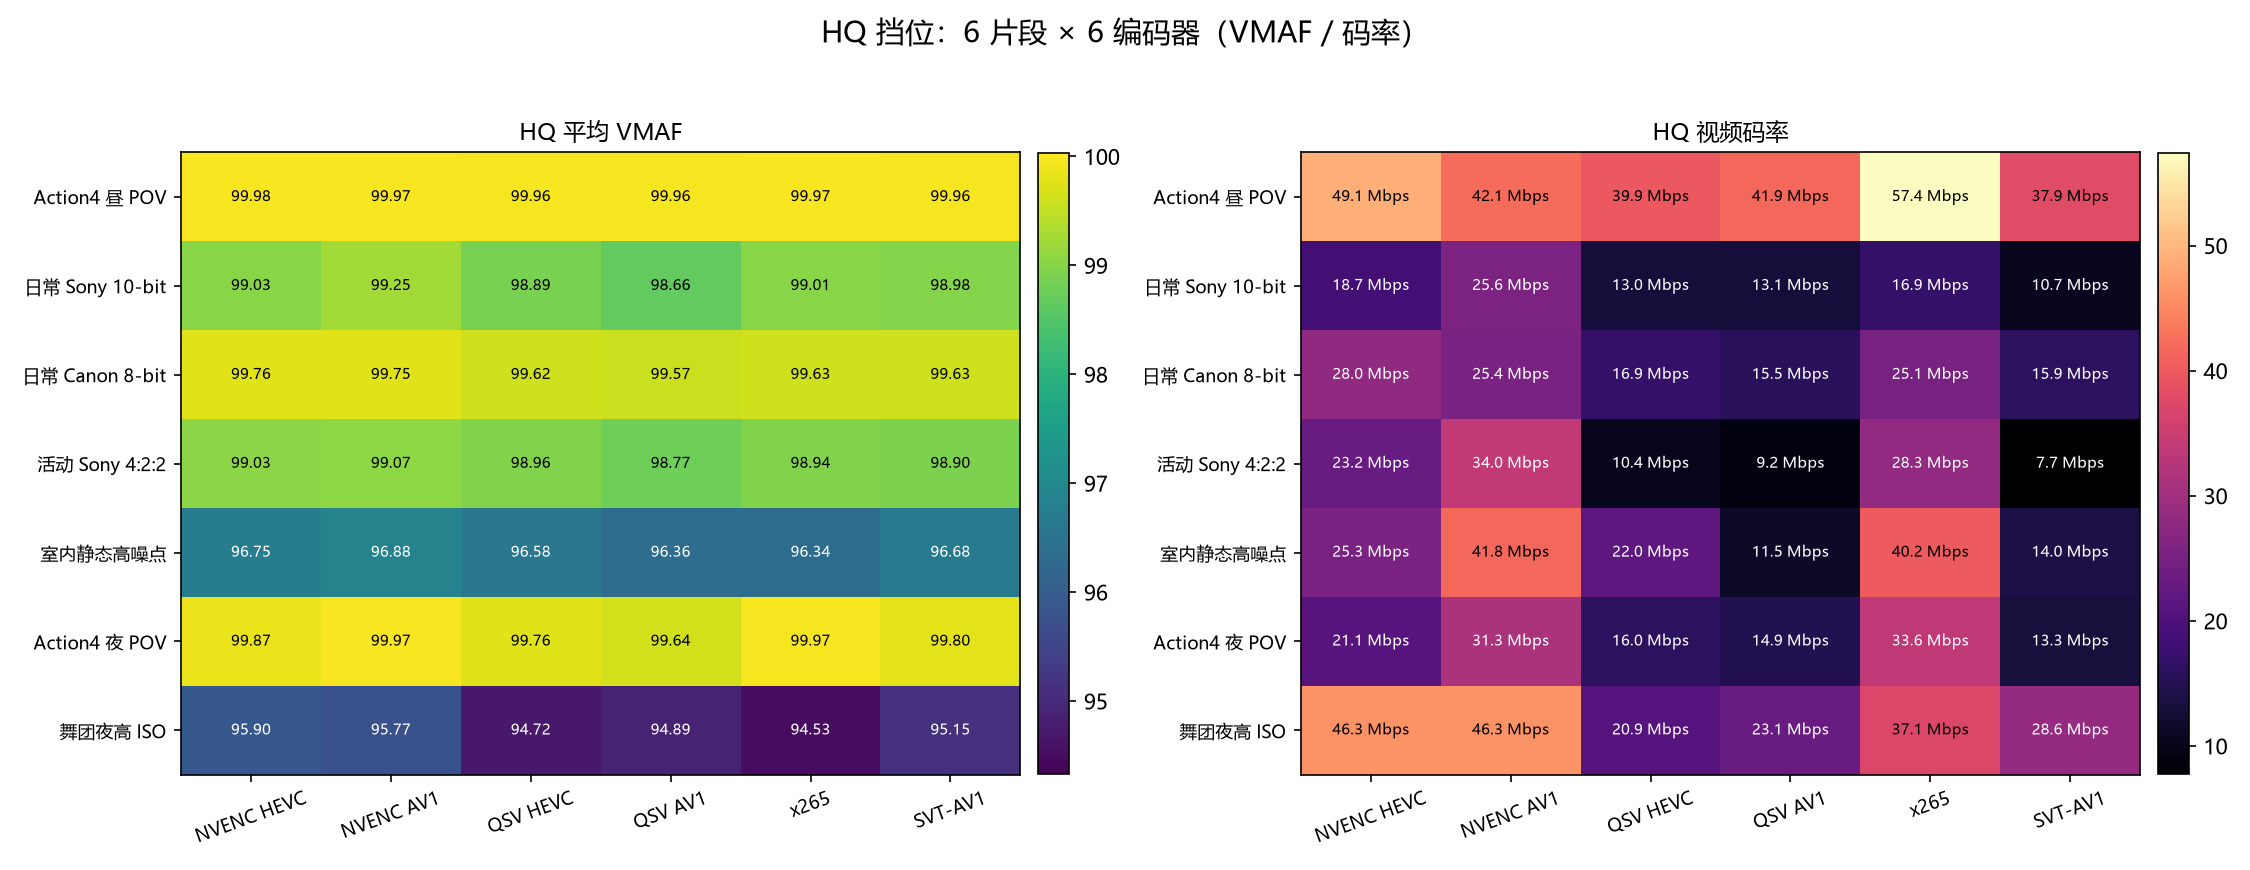 HQ 挡位：6 片段 × 6 编码器（VMAF / 码率）
HQ 平均 VMAF
Action4 昼 POV 99.98 99.97 99.96 99.96 99.97 99.96
日常 Sony 10-bit 99.03 99.25 98.89 98.66 99.01 98.98
日常 Canon 8-bit 99.76 99.75 99.62 99.57 99.63 99.63
活动 Sony 4:2:2 99.03 99.07 98.96 98.77 98.94 98.90
室内静态高噪点 96.75 96.88 96.58 96.36 96.34 96.68
Action4 夜 POV 99.87 99.97 99.76 99.64 99.97 99.80
舞团夜高 ISO 95.90 95.77 94.72 94.89 94.53 95.15
NVENC HEVC NVENC AV1 QSV HEVC QSV AV1 x265 SVT-AV1
100
99
98
97
96
95
HQ 视频码率
Action4 昼 POV 49.1 Mbps 42.1 Mbps 39.9 Mbps 41.9 Mbps 57.4 Mbps 37.9 Mbps
日常 Sony 10-bit 18.7 Mbps 25.6 Mbps 13.0 Mbps 13.1 Mbps 16.9 Mbps 10.7 Mbps
日常 Canon 8-bit 28.0 Mbps 25.4 Mbps 16.9 Mbps 15.5 Mbps 25.1 Mbps 15.9 Mbps
活动 Sony 4:2:2 23.2 Mbps 34.0 Mbps 10.4 Mbps 9.2 Mbps 28.3 Mbps 7.7 Mbps
室内静态高噪点 25.3 Mbps 41.8 Mbps 22.0 Mbps 11.5 Mbps 40.2 Mbps 14.0 Mbps
Action4 夜 POV 21.1 Mbps 31.3 Mbps 16.0 Mbps 14.9 Mbps 33.6 Mbps 13.3 Mbps
舞团夜高 ISO 46.3 Mbps 46.3 Mbps 20.9 Mbps 23.1 Mbps 37.1 Mbps 28.6 Mbps
NVENC HEVC NVENC AV1 QSV HEVC QSV AV1 x265 SVT-AV1
50
40
30
20
10